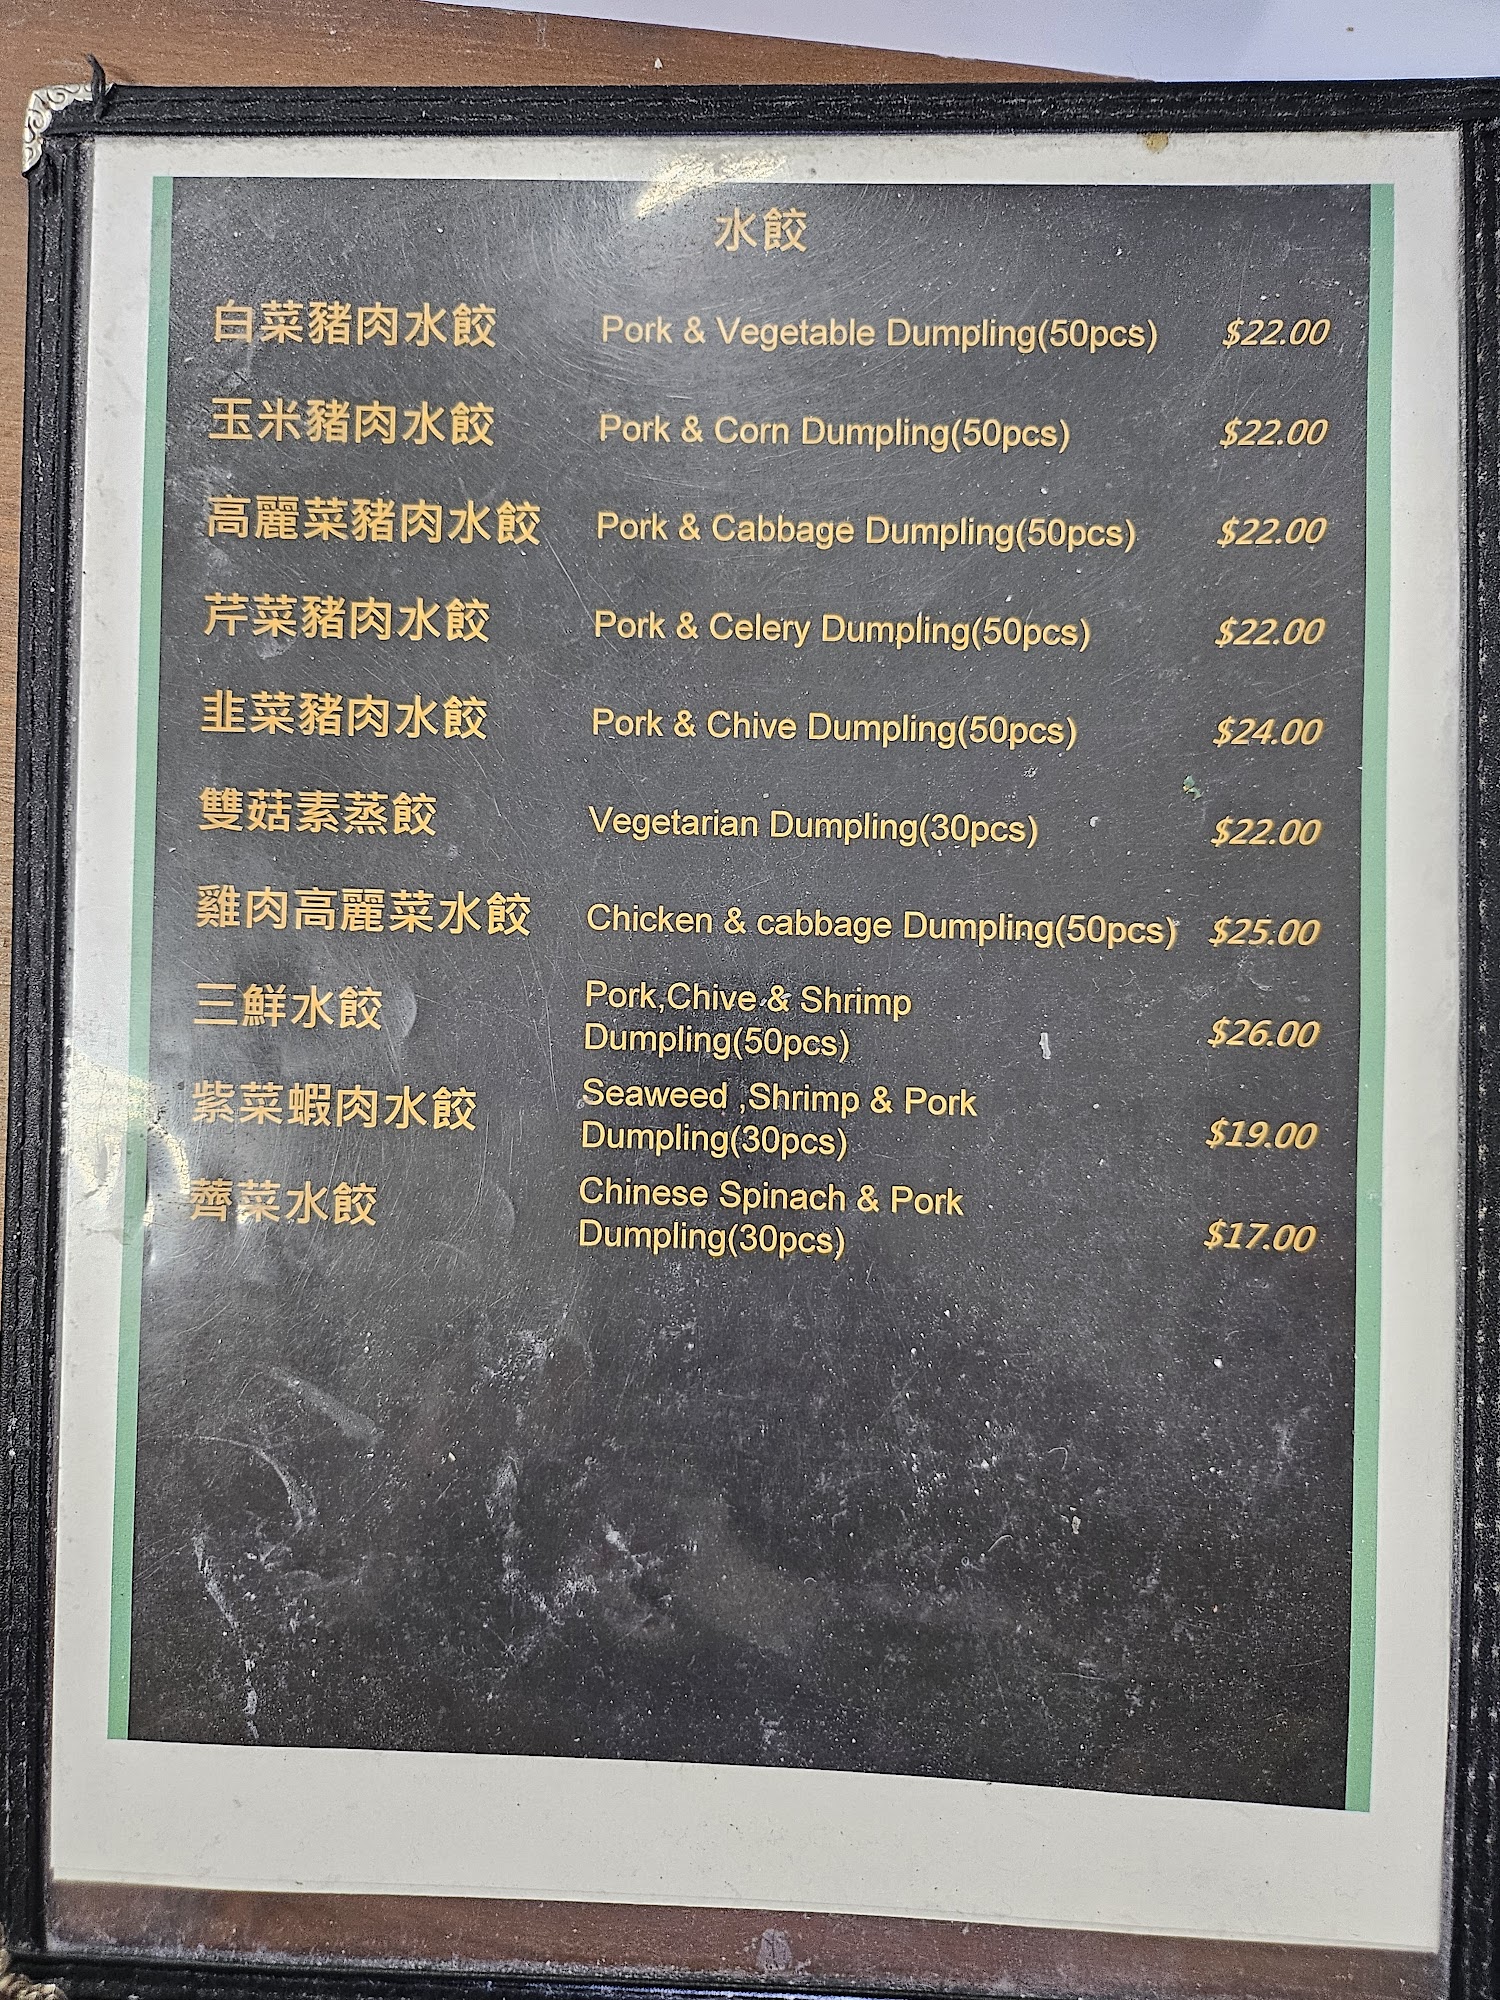 水餃
白菜豬肉水餃 Pork & Vegetable Dumpling(50pcs) $22.00
玉米豬肉水餃 Pork & Corn Dumpling(50pcs) $22.00
高麗菜豬肉水餃 Pork & Cabbage Dumpling(50pcs) $22.00
芹菜豬肉水餃 Pork & Celery Dumpling(50pcs) $22.00
韭菜豬肉水餃 Pork & Chive Dumpling(50pcs) $24.00
雙菇素蒸餃 Vegetarian Dumpling(30pcs) $22.00
雞肉高麗菜水餃 Chicken & cabbage Dumpling(50pcs) $25.00
三鮮水餃 Pork,Chive & Shrimp
Dumpling(50pcs) $26.00
紫菜蝦肉水餃 Seaweed ,Shrimp & Pork
Dumpling(30pcs) $19.00
薺菜水餃 Chinese Spinach & Pork
Dumpling(30pcs) $17.00